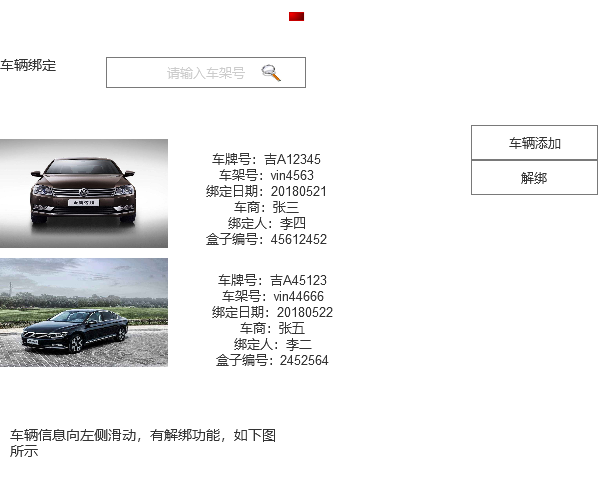 车辆绑定
请输入车架号
车辆添加
解绑
车牌号：吉A12345
车架号：vin4563
绑定日期：20180521
车商：张三
绑定人：李四
盒子编号：45612452
车牌号：吉A45123
车架号：vin44666
绑定日期：20180522
车商：张五
绑定人：李二
盒子编号：2452564
车辆信息向左侧滑动，有解绑功能，如下图
所示